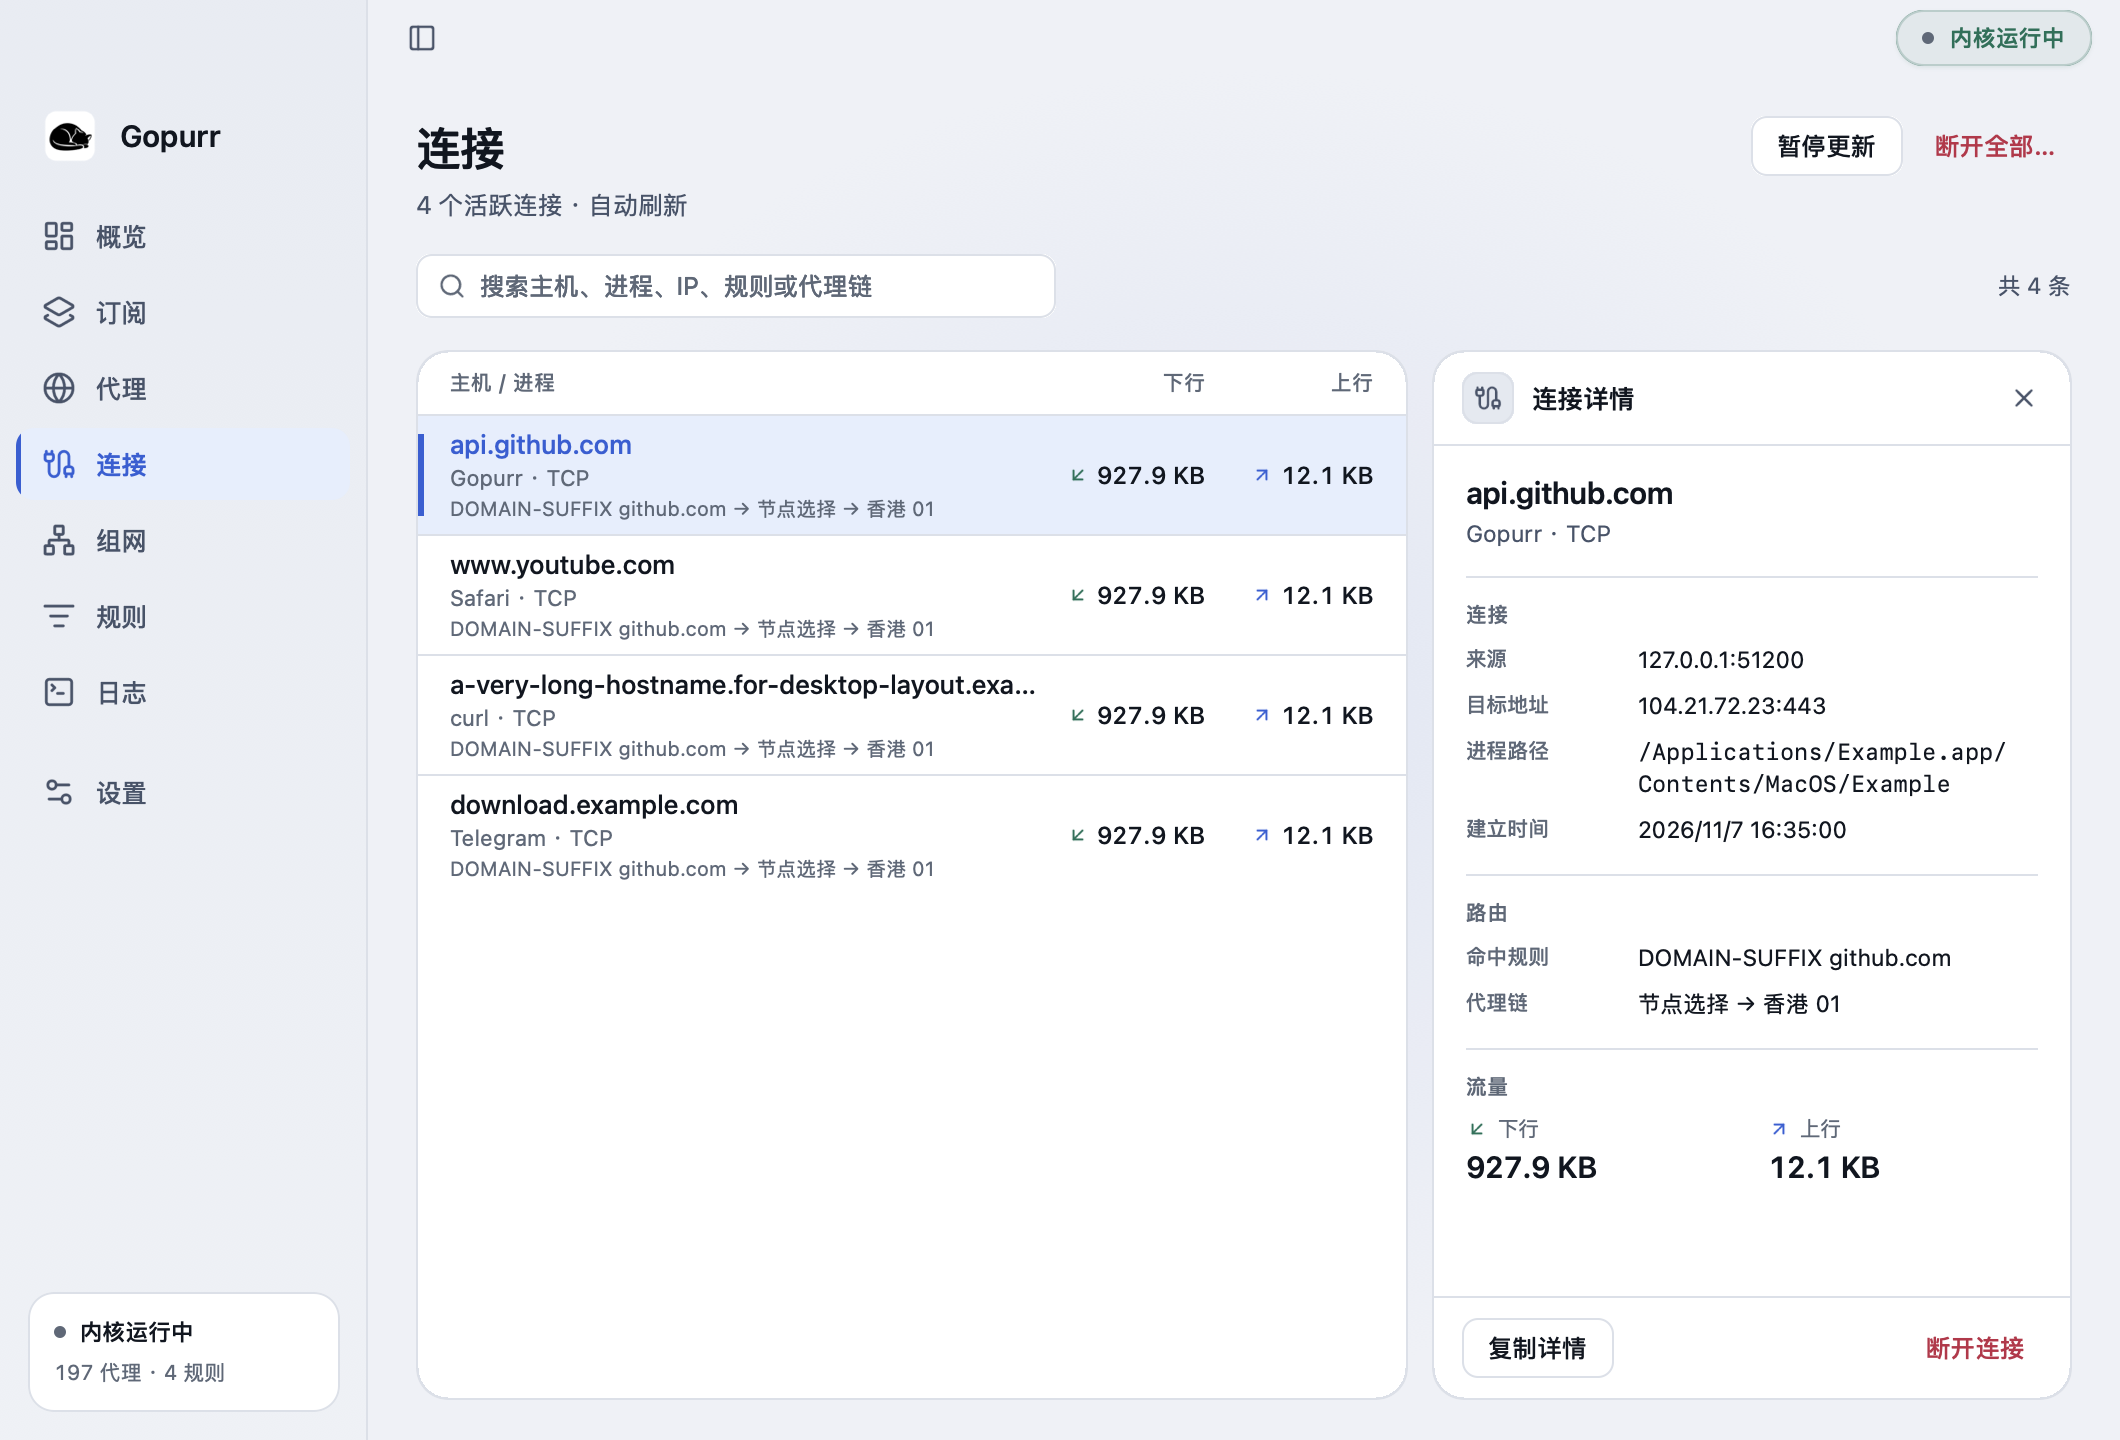 内核运行中
Gopurr
概览
订阅
代理
连接
组网
规则
日志
设置
内核运行中
197 代理 · 4 规则
连接
4 个活跃连接 · 自动刷新
暂停更新
断开全部...
搜索主机、进程、IP、规则或代理链
共 4 条
主机 / 进程 下行 上行
api.github.com
Gopurr · TCP
DOMAIN-SUFFIX github.com → 节点选择 → 香港 01
927.9 KB 12.1 KB
www.youtube.com
Safari · TCP
DOMAIN-SUFFIX github.com → 节点选择 → 香港 01
927.9 KB 12.1 KB
a-very-long-hostname.for-desktop-layout.exa...
curl · TCP
DOMAIN-SUFFIX github.com → 节点选择 → 香港 01
927.9 KB 12.1 KB
download.example.com
Telegram · TCP
DOMAIN-SUFFIX github.com → 节点选择 → 香港 01
927.9 KB 12.1 KB
连接详情
api.github.com
Gopurr · TCP
连接
来源 127.0.0.1:51200
目标地址 104.21.72.23:443
进程路径 /Applications/Example.app/
Contents/MacOS/Example
建立时间 2026/11/7 16:35:00
路由
命中规则 DOMAIN-SUFFIX github.com
代理链 节点选择 → 香港 01
流量
下行 上行
927.9 KB 12.1 KB
复制详情 断开连接